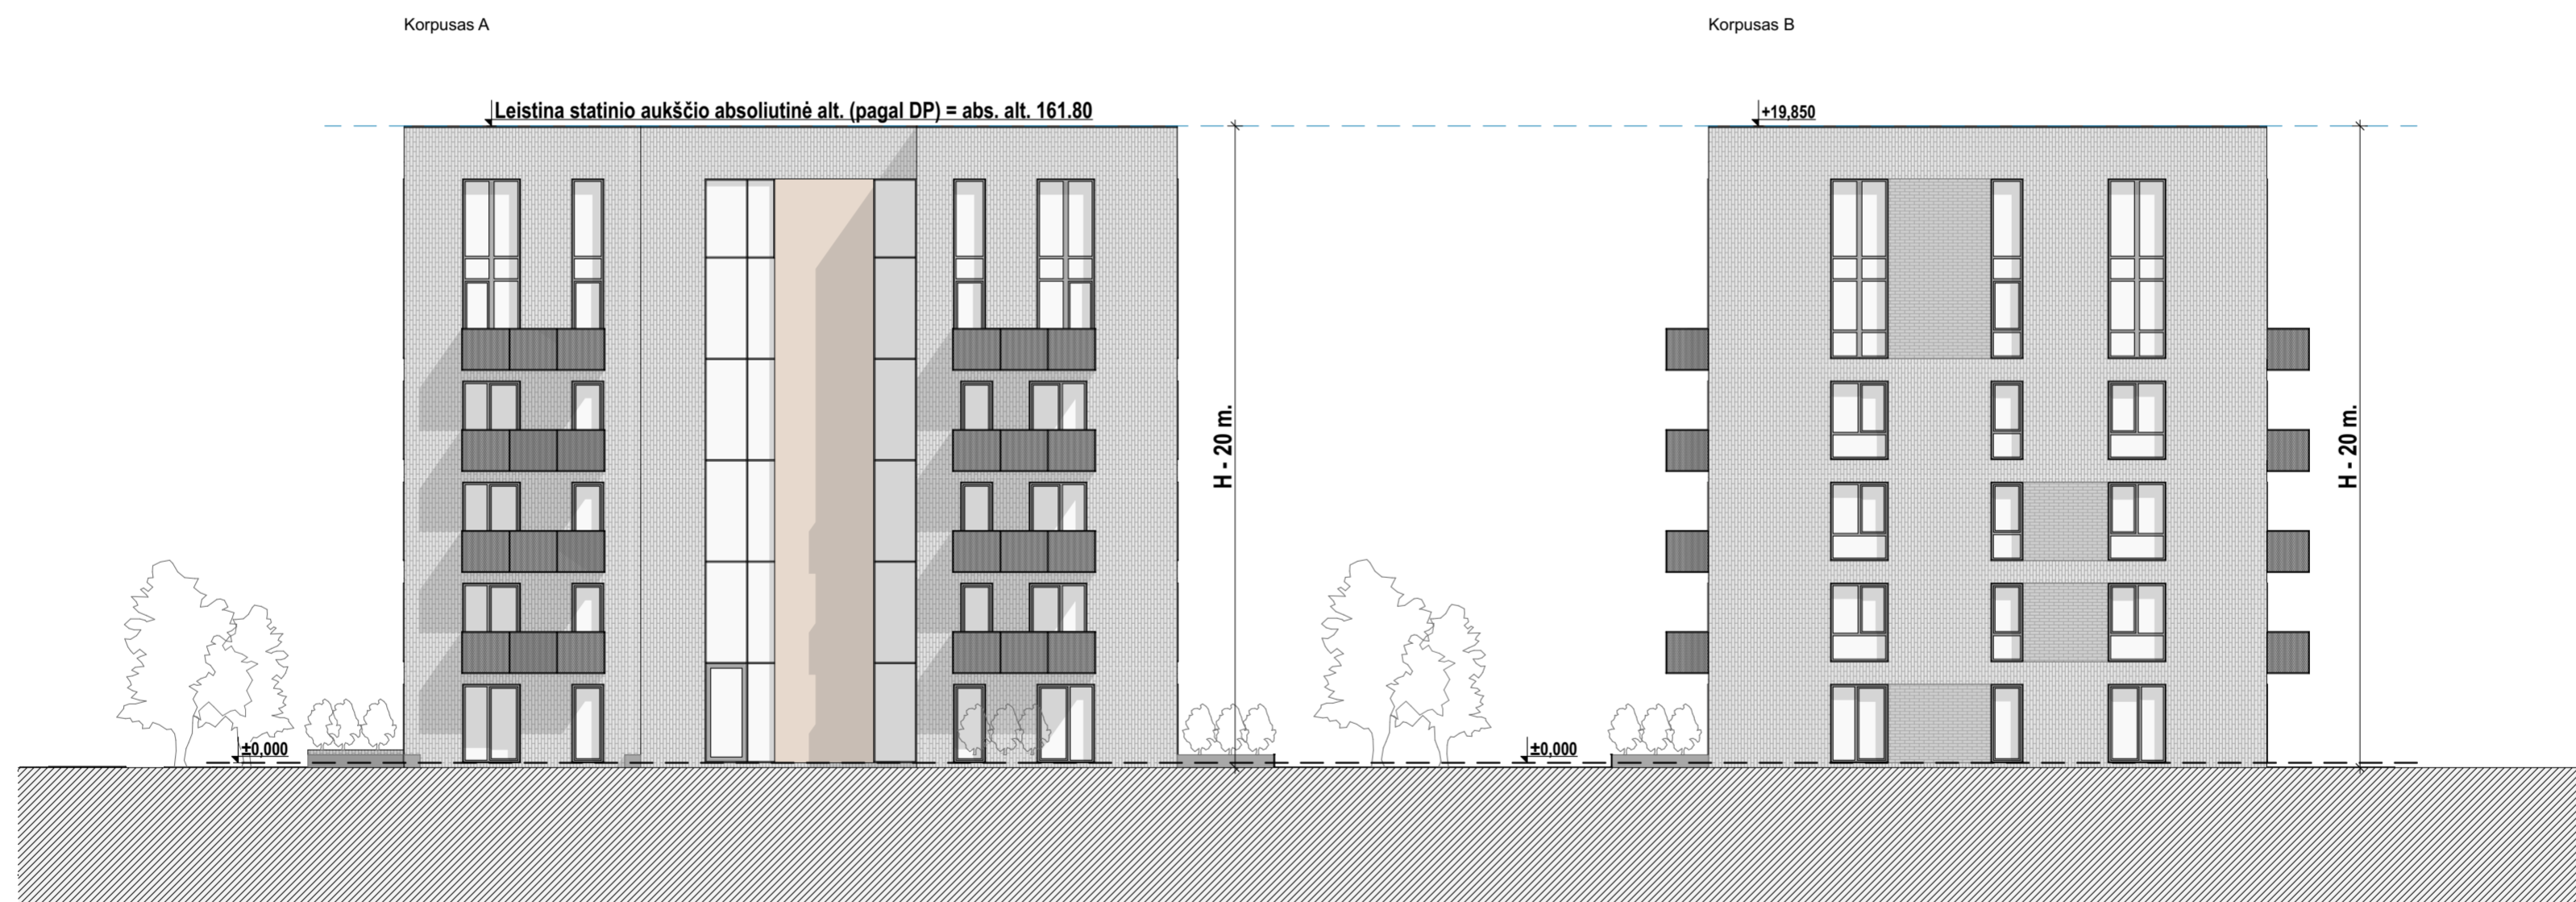 Korpusas A
Korpusas B
Leistina statinio aukščio absoliutinė alt. (pagal DP) = abs. alt. 161.80
+19,850
H - 20 m.
H - 20 m.
±0,000
±0,000